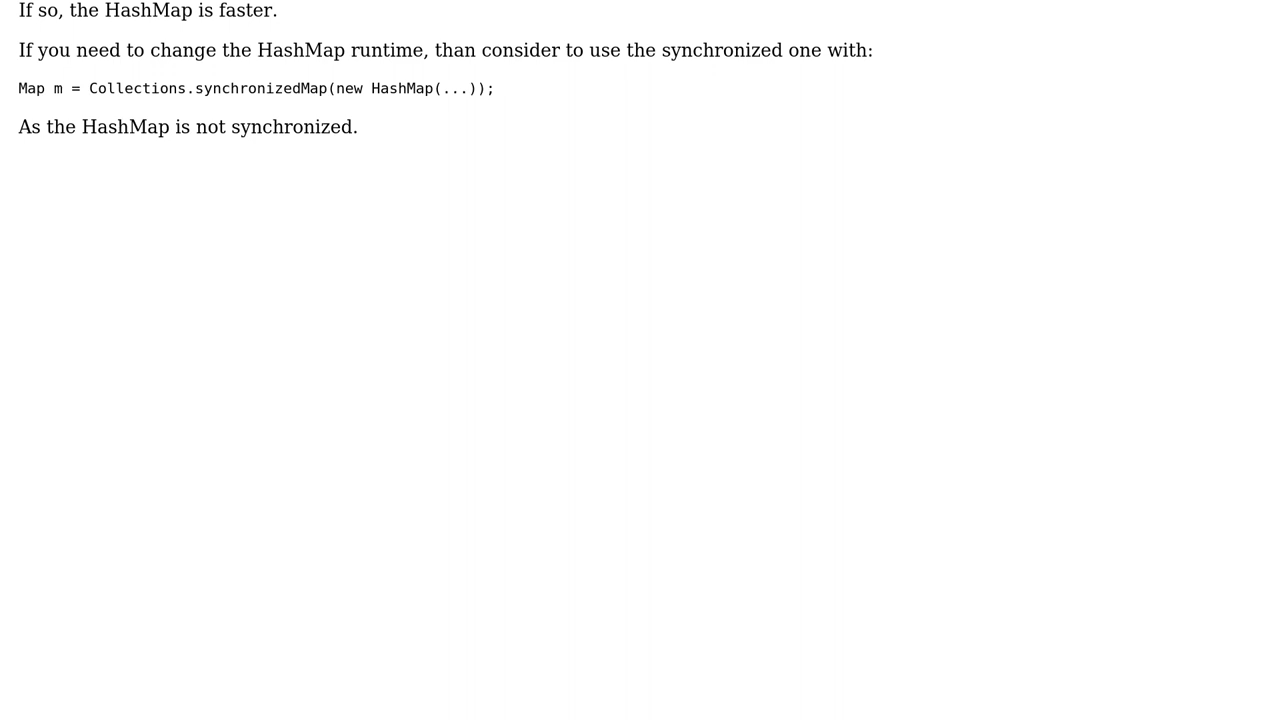 If so, the HashMap is faster.
If you need to change the HashMap runtime, than consider to use the synchronized one with:
Map m = Collections.synchronizedMap(new HashMap(...));
As the HashMap is not synchronized.